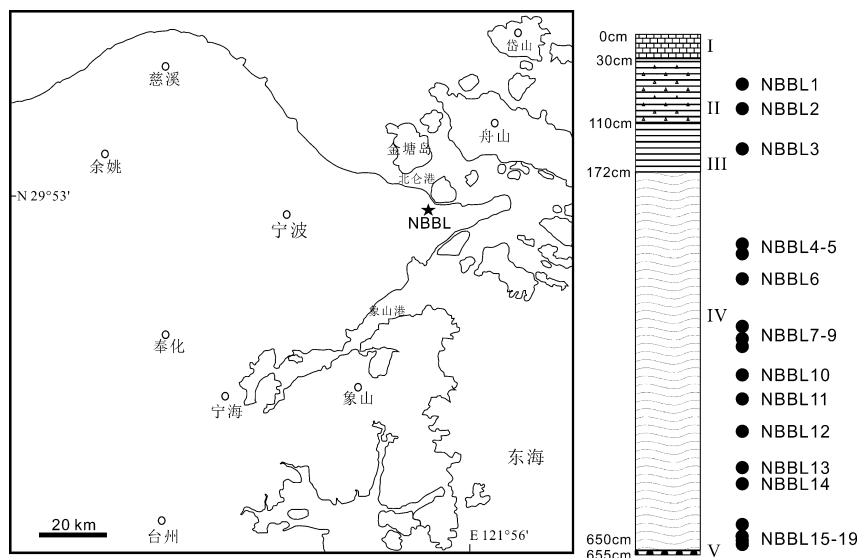 岱山
慈溪
舟山
金塘岛
余姚
北仑港
N 29°53'
宁波
NBBL
象山港
奉化
象山
宁海
东海
20 km
台州
E 121°56'
0cm
I
30cm
NBBL1
II
NBBL2
110cm
NBBL3
III
172cm
NBBL4-5
NBBL6
IV
NBBL7-9
NBBL10
NBBL11
NBBL12
NBBL13
NBBL14
650cm
NBBL15-19
V
655cm